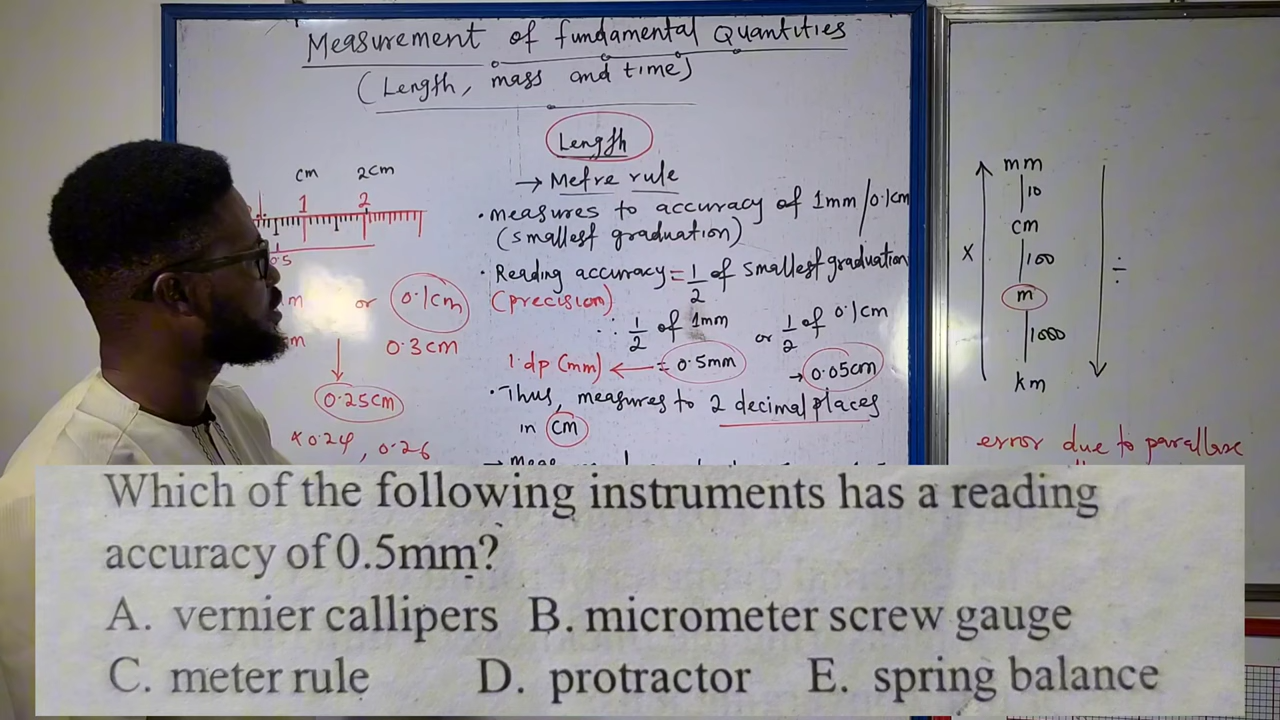 Measurement of fundamental Quantities
(Length, mass and time)
Length
→ Metre rule
• measures to accuracy of 1mm/0.1cm
(smallest graduation)
• Reading accuracy = 1/2 of smallest graduation
(precision)
∴ 1/2 of 1mm or 1/2 of 0.1cm
1 dp (mm) ← = 0.5mm → 0.05cm
• Thus, measures to 2 decimal places
in cm
cm 2cm
1 2
0.5
m or 0.1cm
m 0.3cm
0.25cm
x 0.24, 0.26
mm
10
cm
x 100 ÷
m
1000
km
error due to parallax
Which of the following instruments has a reading
accuracy of 0.5mm?
A. vernier callipers B. micrometer screw gauge
C. meter rule D. protractor E. spring balance